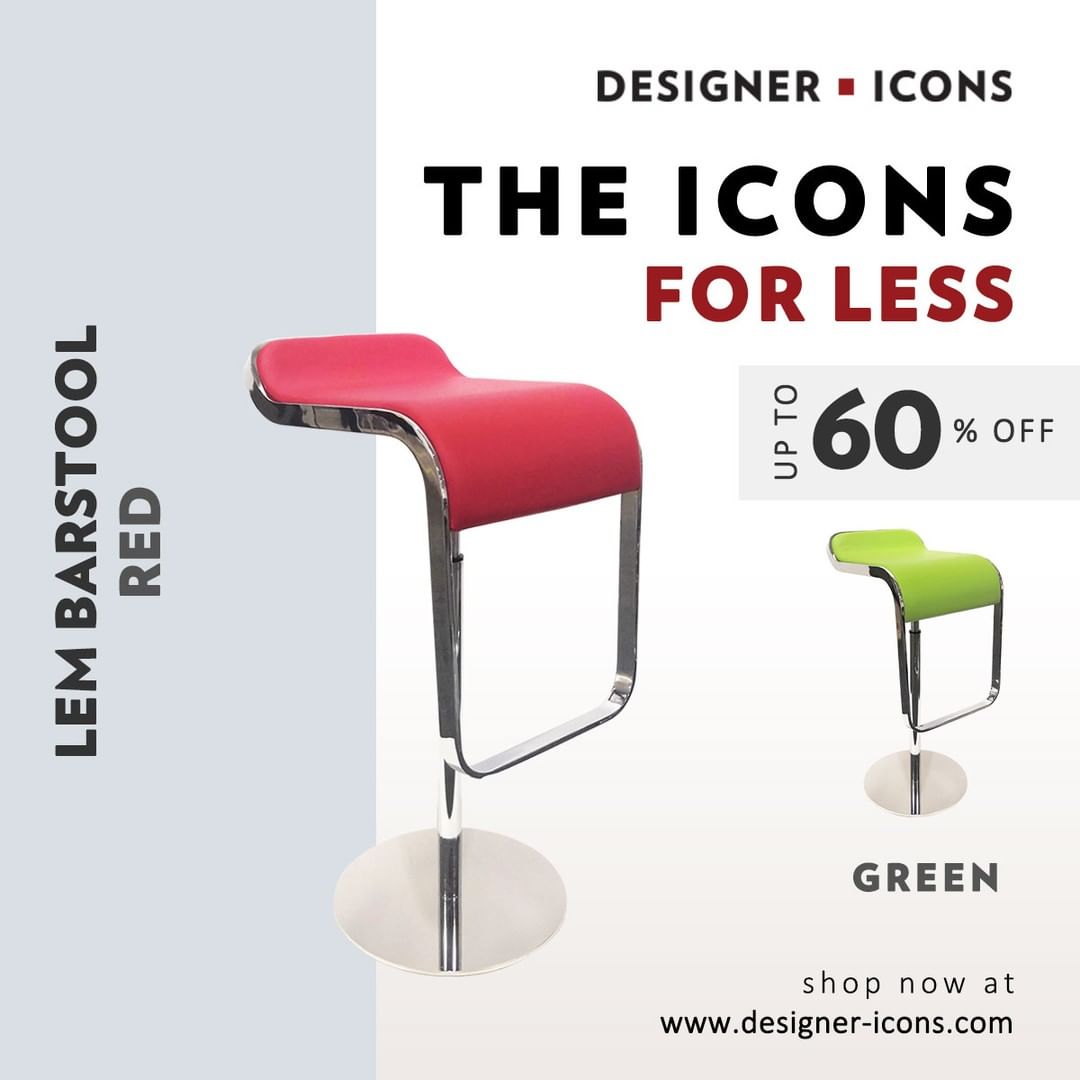 DESIGNER ▪ ICONS
THE ICONS
FOR LESS
UP TO 60% OFF
LEM BARSTOOL
RED
GREEN
shop now at
www.designer-icons.com